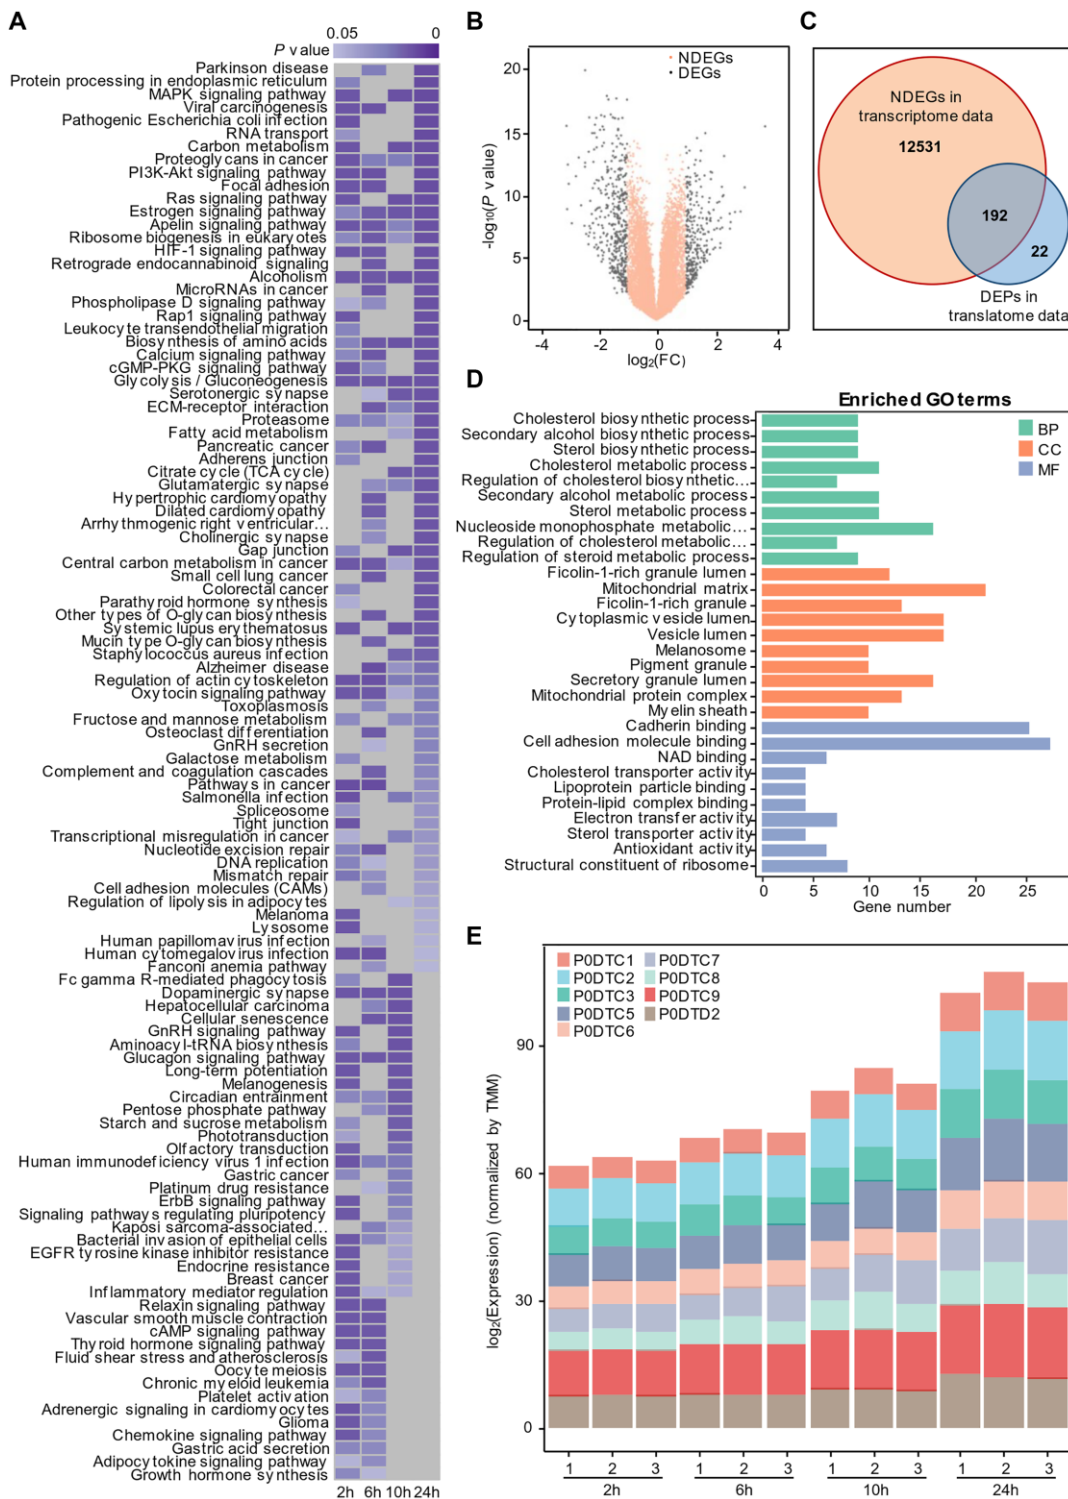 A
0.05
0
P value
Parkinson disease
Protein processing in endoplasmic reticulum
MAPK signaling pathway
Viral carcinogenesis
Pathogenic Escherichia coli infection
RNA transport
Carbon metabolism
Proteoglycans in cancer
PI3K-Akt signaling pathway
Focal adhesion
Ras signaling pathway
Estrogen signaling pathway
Apelin signaling pathway
Ribosome biogenesis in eukaryotes
HIF-1 signaling pathway
Retrograde endocannabinoid signaling
Alcoholism
MicroRNAs in cancer
Phospholipase D signaling pathway
Rap1 signaling pathway
Leukocyte transendothelial migration
Biosynthesis of amino acids
Calcium signaling pathway
cGMP-PKG signaling pathway
Glycolysis / Gluconeogenesis
Serotonergic synapse
ECM-receptor interaction
Proteasome
Fatty acid metabolism
Pancreatic cancer
Adherens junction
Citrate cycle (TCA cycle)
Glutamatergic synapse
Hypertrophic cardiomyopathy
Dilated cardiomyopathy
Arrhythmogenic right ventricular...
Cholinergic synapse
Gap junction
Central carbon metabolism in cancer
Small cell lung cancer
Colorectal cancer
Parathyroid hormone synthesis
Other types of O-glycan biosynthesis
Systemic lupus erythematosus
Mucin type O-glycan biosynthesis
Staphylococcus aureus infection
Alzheimer disease
Regulation of actin cytoskeleton
Oxytocin signaling pathway
Toxoplasmosis
Fructose and mannose metabolism
Osteoclast differentiation
GnRH secretion
Galactose metabolism
Complement and coagulation cascades
Pathways in cancer
Salmonella infection
Spliceosome
Tight junction
Transcriptional misregulation in cancer
Nucleotide excision repair
DNA replication
Mismatch repair
Cell adhesion molecules (CAMs)
Regulation of lipolysis in adipocytes
Melanoma
Lysosome
Human papillomavirus infection
Human cytomegalovirus infection
Fanconi anemia pathway
Fc gamma R-mediated phagocytosis
Dopaminergic synapse
Hepatocellular carcinoma
Cellular senescence
GnRH signaling pathway
Aminoacyl-tRNA biosynthesis
Glucagon signaling pathway
Long-term potentiation
Melanogenesis
Circadian entrainment
Pentose phosphate pathway
Starch and sucrose metabolism
Phototransduction
Olfactory transduction
Human immunodeficiency virus 1 infection
Gastric cancer
Platinum drug resistance
ErbB signaling pathway
Signaling pathways regulating pluripotency
Kaposi sarcoma-associated...
Bacterial invasion of epithelial cells
EGFR tyrosine kinase inhibitor resistance
Endocrine resistance
Breast cancer
Inflammatory mediator regulation
Relaxin signaling pathway
Vascular smooth muscle contraction
cAMP signaling pathway
Thyroid hormone signaling pathway
Fluid shear stress and atherosclerosis
Oocyte meiosis
Chronic myeloid leukemia
Platelet activation
Adrenergic signaling in cardiomyocytes
Glioma
Chemokine signaling pathway
Gastric acid secretion
Adipocytokine signaling pathway
Growth hormone synthesis
2h 6h 10h 24h
B
NDEGs
DEGs
20
15
10
5
0
-log10(P value)
-4 -2 0 2 4
log2(FC)
C
NDEGs in
transcriptome data
12531
192
22
DEPs in
translatome data
D
Enriched GO terms
BP
CC
MF
Cholesterol biosynthetic process
Secondary alcohol biosynthetic process
Sterol biosynthetic process
Cholesterol metabolic process
Regulation of cholesterol biosynthetic...
Secondary alcohol metabolic process
Sterol metabolic process
Nucleoside monophosphate metabolic...
Regulation of cholesterol metabolic...
Regulation of steroid metabolic process
Ficolin-1-rich granule lumen
Mitochondrial matrix
Ficolin-1-rich granule
Cytoplasmic vesicle lumen
Vesicle lumen
Melanosome
Pigment granule
Secretory granule lumen
Mitochondrial protein complex
Myelin sheath
Cadherin binding
Cell adhesion molecule binding
NAD binding
Cholesterol transporter activity
Lipoprotein particle binding
Protein-lipid complex binding
Electron transfer activity
Sterol transporter activity
Antioxidant activity
Structural constituent of ribosome
0 5 10 15 20 25
Gene number
E
P0DTC1 P0DTC7
P0DTC2 P0DTC8
P0DTC3 P0DTC9
P0DTC5 P0DTD2
P0DTC6
90
60
30
0
log2(Expression) (normalized by TMM)
1 2 3 1 2 3 1 2 3 1 2 3
2h 6h 10h 24h